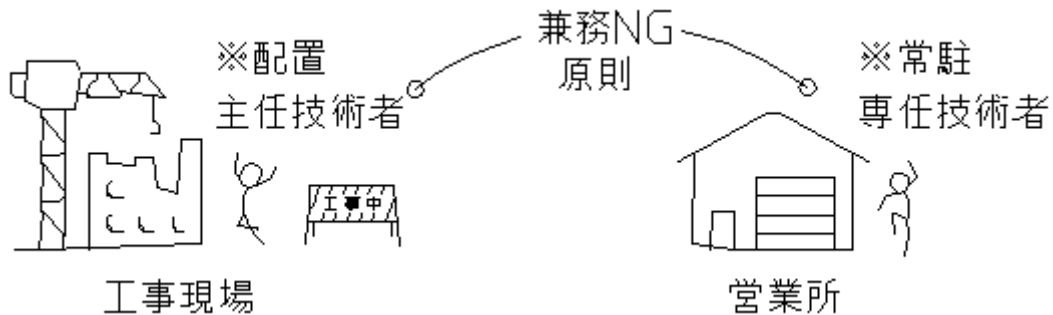 兼務NG
原則
※配置
主任技術者
※常駐
専任技術者
工事中
工事現場
営業所